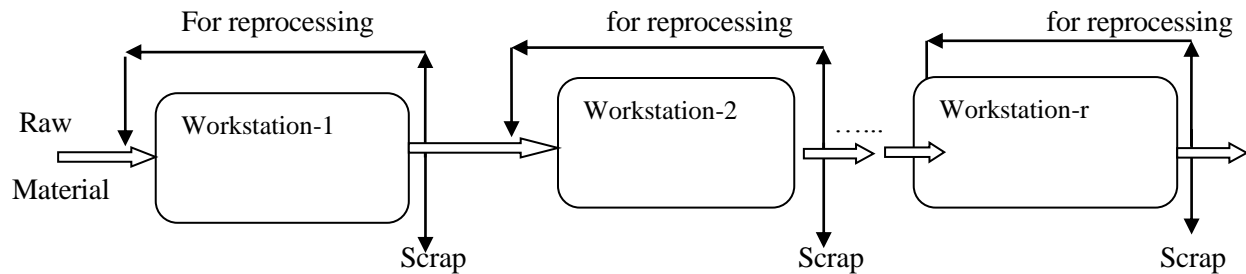 For reprocessing
for reprocessing
for reprocessing
Raw
Material
Workstation-1
Workstation-2
…...
Workstation-r
Scrap
Scrap
Scrap